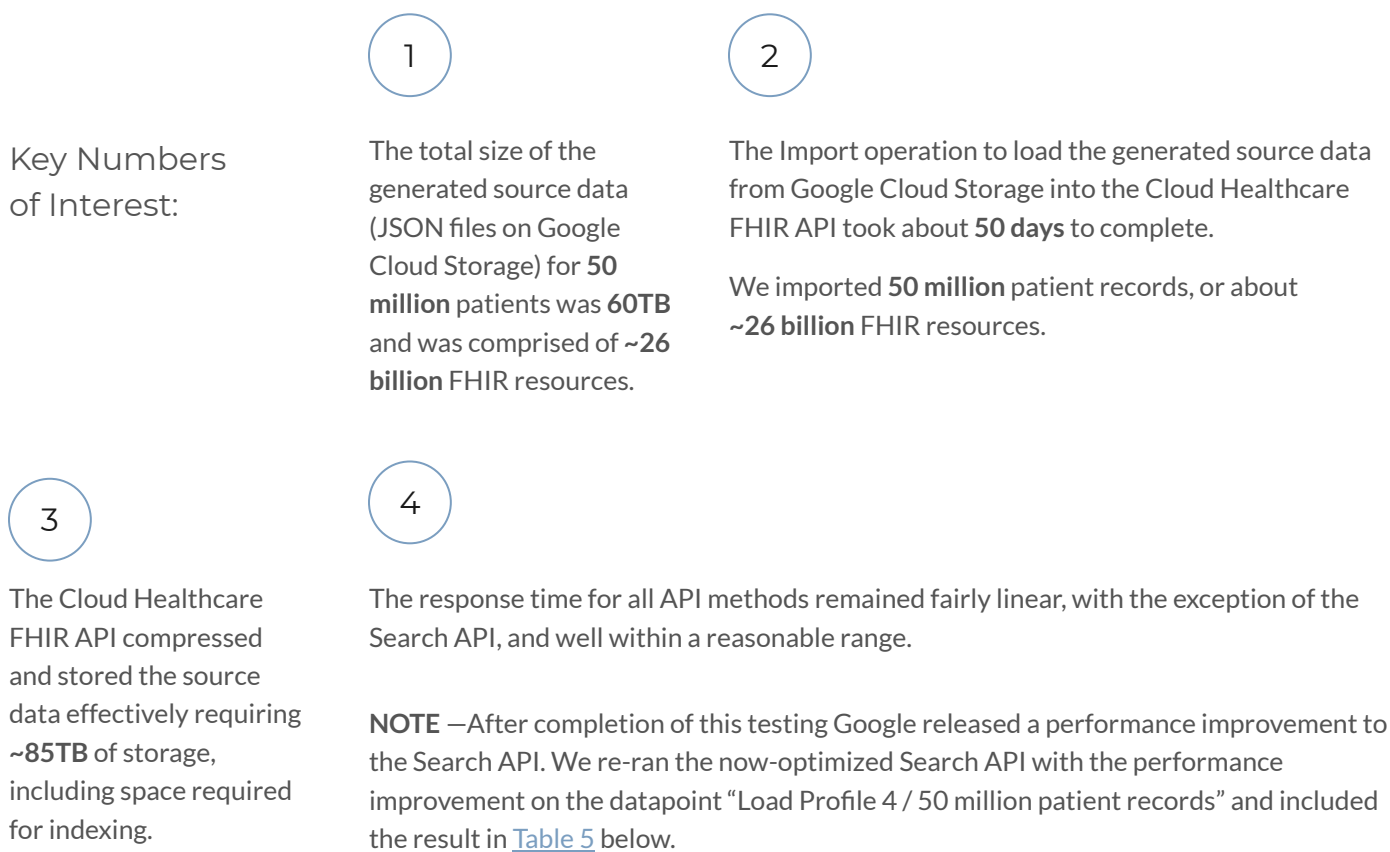 Key Numbers
of Interest:
1
The total size of the
generated source data
(JSON files on Google
Cloud Storage) for 50
million patients was 60TB
and was comprised of ~26
billion FHIR resources.
2
The Import operation to load the generated source data
from Google Cloud Storage into the Cloud Healthcare
FHIR API took about 50 days to complete.
We imported 50 million patient records, or about
~26 billion FHIR resources.
3
The Cloud Healthcare
FHIR API compressed
and stored the source
data effectively requiring
~85TB of storage,
including space required
for indexing.
4
The response time for all API methods remained fairly linear, with the exception of the
Search API, and well within a reasonable range.
NOTE —After completion of this testing Google released a performance improvement to
the Search API. We re-ran the now-optimized Search API with the performance
improvement on the datapoint “Load Profile 4 / 50 million patient records” and included
the result in Table 5 below.